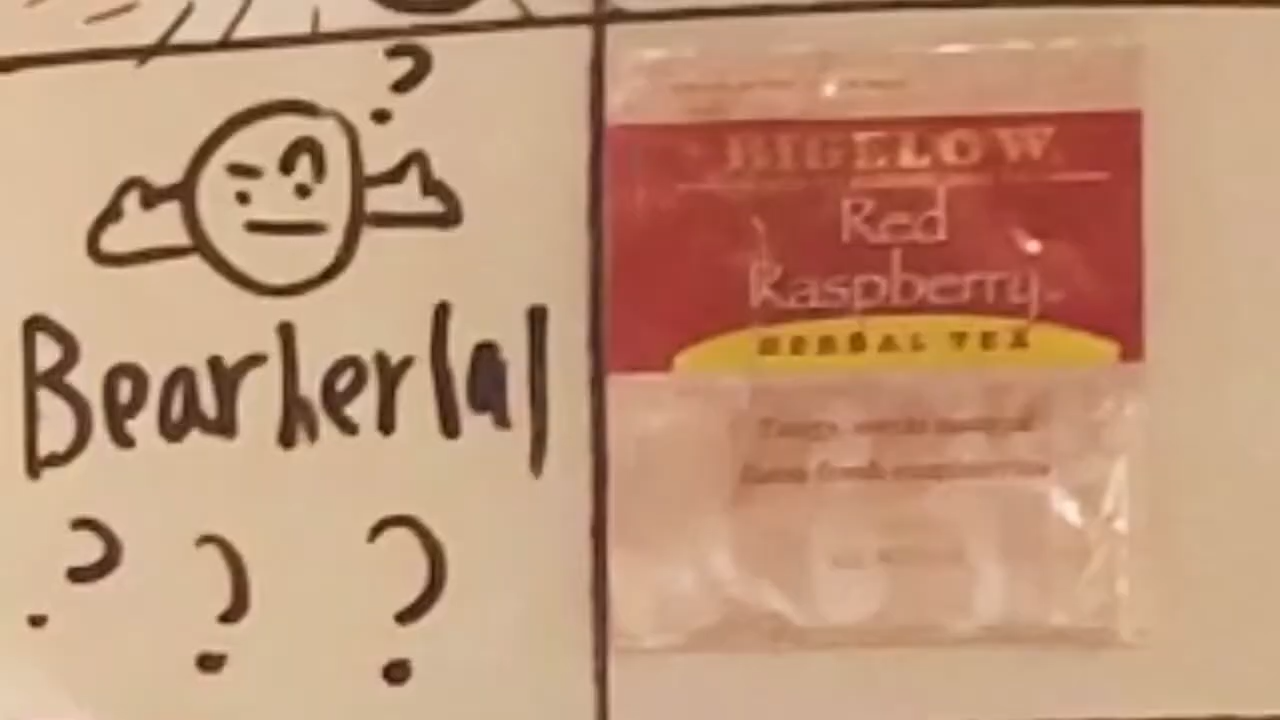 ?
Bearherlal
? ? ?
BIGELOW
Red
Raspberry
HERBAL TEA